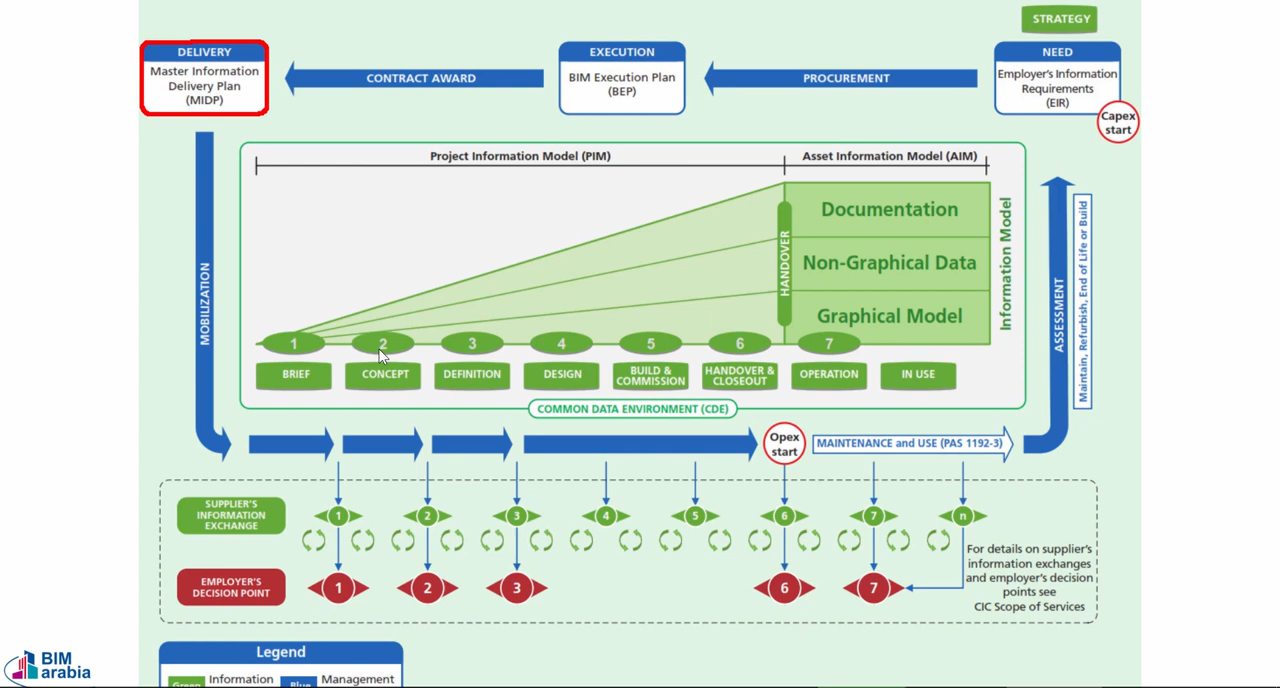 STRATEGY
DELIVERY
Master Information
Delivery Plan
(MIDP)
CONTRACT AWARD
EXECUTION
BIM Execution Plan
(BEP)
PROCUREMENT
NEED
Employer's Information
Requirements
(EIR)
Capex
start
Project Information Model (PIM)
Asset Information Model (AIM)
MOBILIZATION
HANDOVER
Documentation
Non-Graphical Data
Graphical Model
Information Model
ASSESSMENT
Maintain, Refurbish, End of Life or Build
1
2
3
4
5
6
7
BRIEF
CONCEPT
DEFINITION
DESIGN
BUILD &
COMMISSION
HANDOVER &
CLOSEOUT
OPERATION
IN USE
COMMON DATA ENVIRONMENT (CDE)
Opex
start
MAINTENANCE and USE (PAS 1192-3)
SUPPLIER'S
INFORMATION
EXCHANGE
1
2
3
4
5
6
7
n
For details on supplier's
information exchanges
and employer's decision
points see
CIC Scope of Services
EMPLOYER'S
DECISION POINT
1
2
3
6
7
Legend
Green
Information
Blue
Management
BIM
arabia